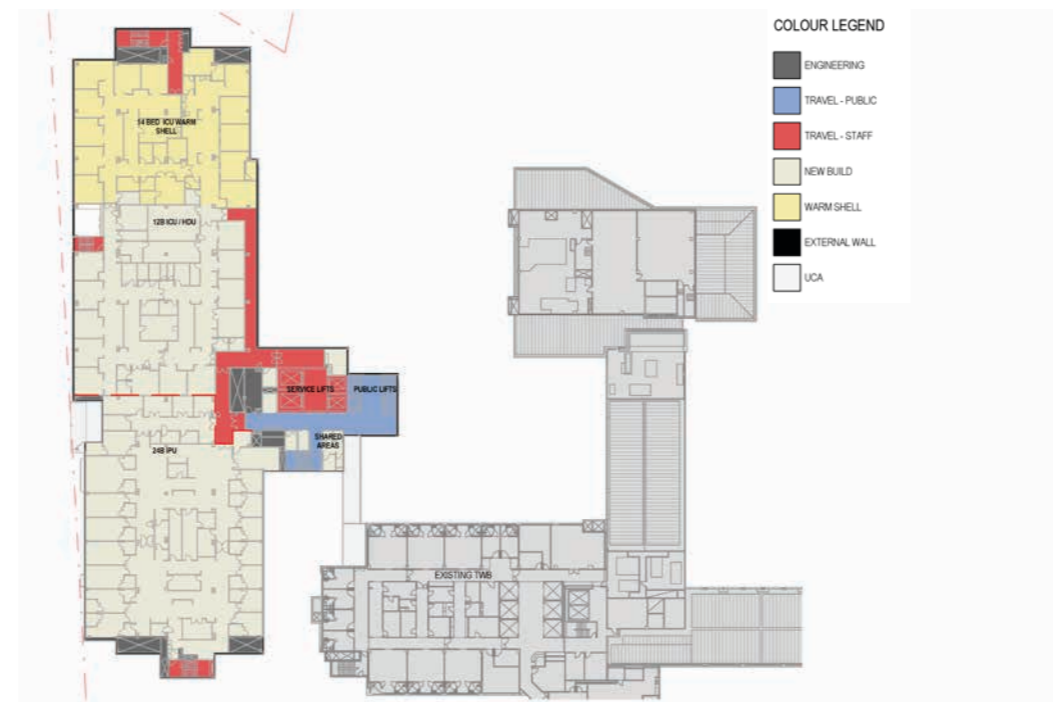 COLOUR LEGEND
ENGINEERING
TRAVEL - PUBLIC
TRAVEL - STAFF
NEW BUILD
WARM SHELL
EXTERNAL WALL
UCA
14 BED ICU WARM
SHELL
12B ICU / HDU
SERVICE LIFTS
PUBLIC LIFTS
SHARED
AREAS
24B IPU
EXISTING TWB